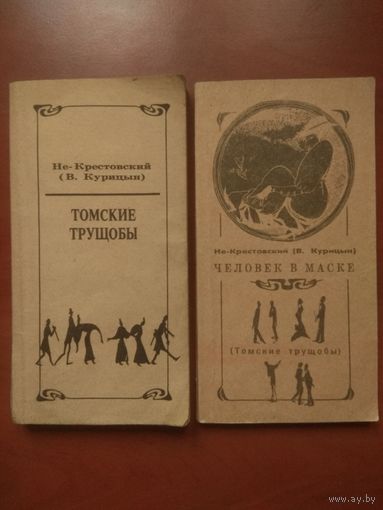 Не-Крестовский
(В. Курицын)
ТОМСКИЕ
ТРУЩОБЫ
Не-Крестовский (В. Курицын)
ЧЕЛОВЕК В МАСКЕ
(Томские трущобы)
www.ay.by